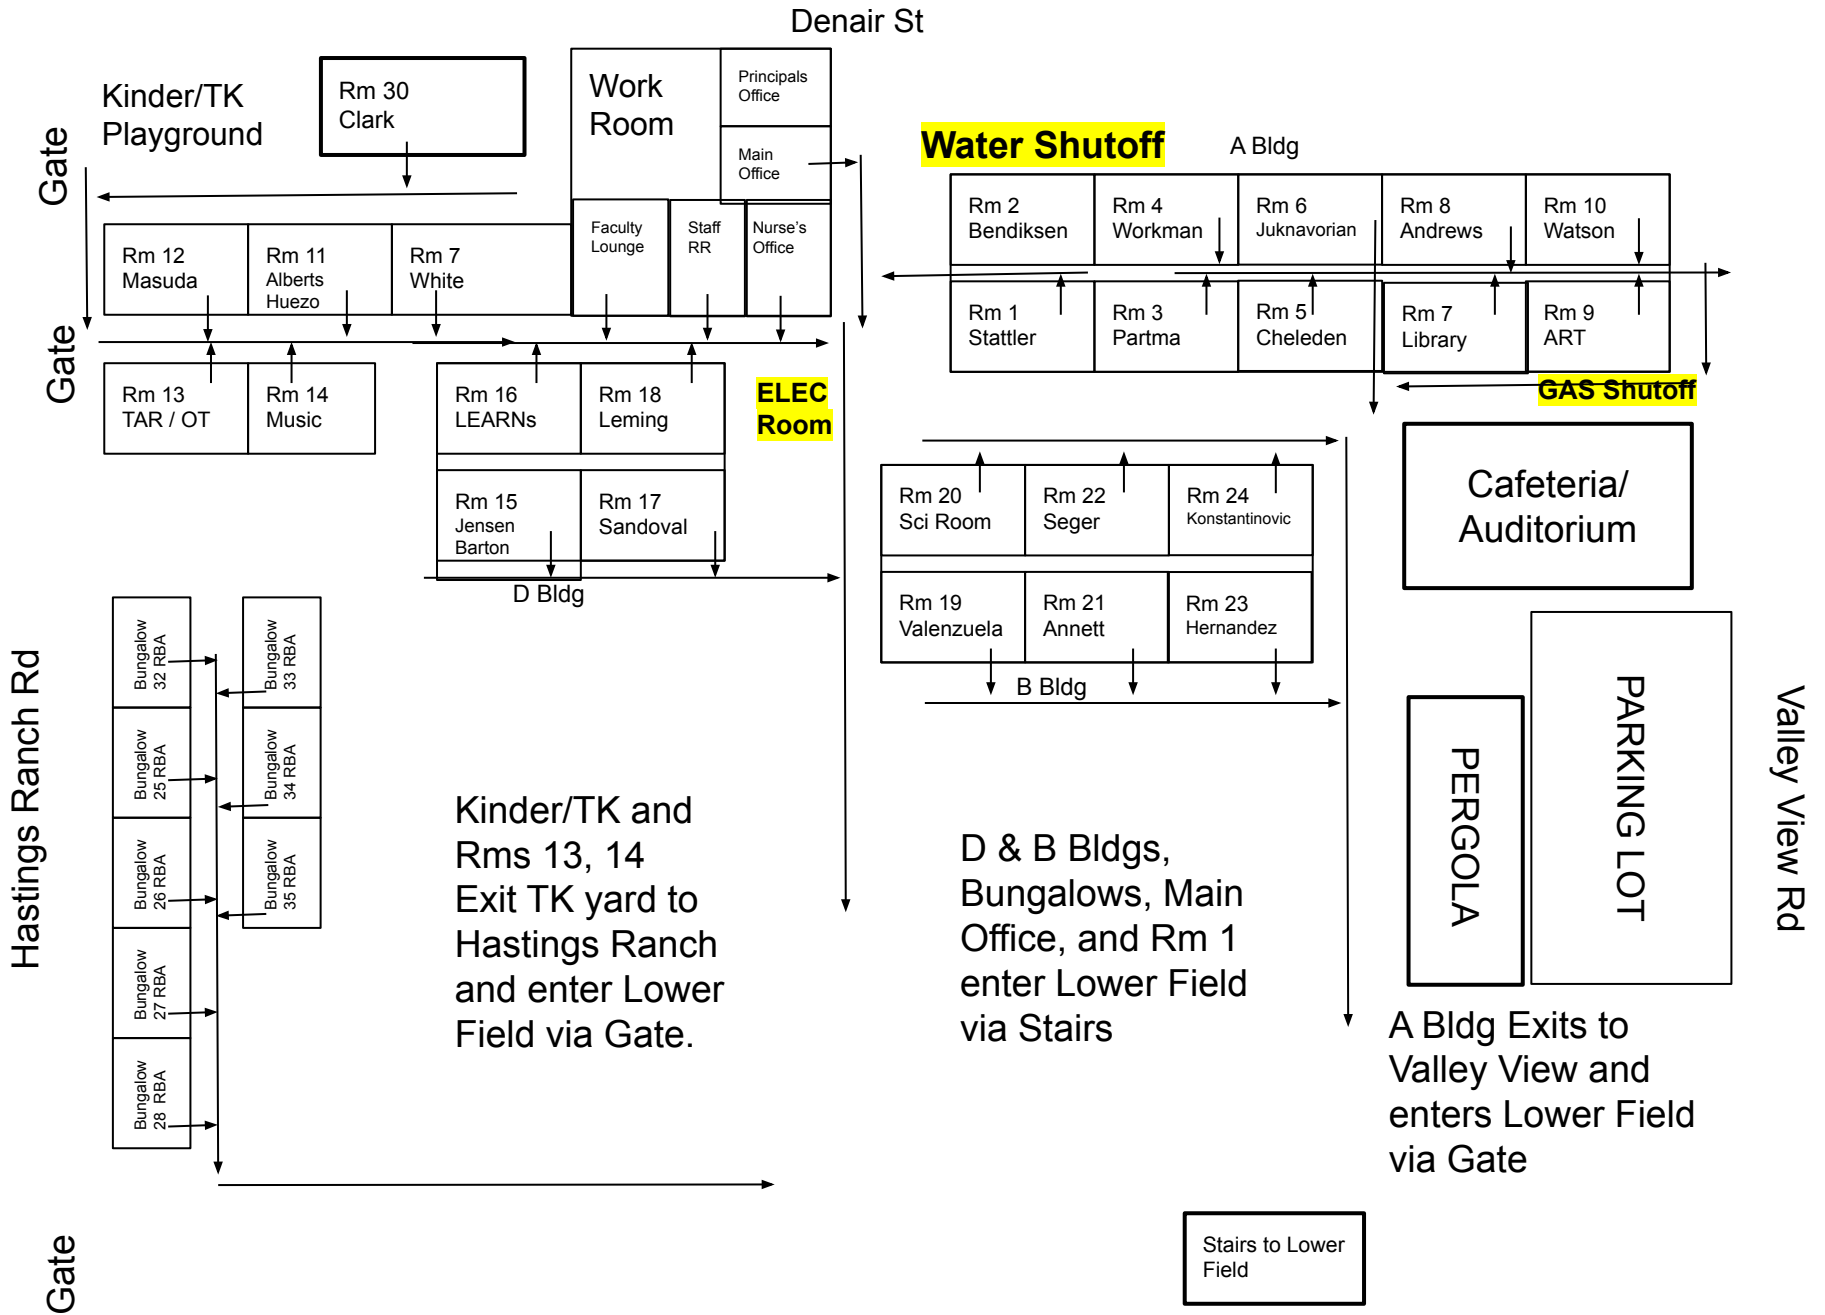 Denair St
Kinder/TK
Playground
Rm 30
Clark
Work
Room
Principals
Office
Main
Office
Faculty
Lounge
Staff
RR
Nurse's
Office
Gate
Gate
Rm 12
Masuda
Rm 11
Alberts
Huezo
Rm 7
White
Water Shutoff
A Bldg
Rm 2
Bendiksen
Rm 4
Workman
Rm 6
Juknavorian
Rm 8
Andrews
Rm 10
Watson
Rm 1
Stattler
Rm 3
Partma
Rm 5
Cheleden
Rm 7
Library
Rm 9
ART
GAS Shutoff
Rm 13
TAR / OT
Rm 14
Music
Rm 16
LEARNs
Rm 18
Leming
ELEC
Room
Rm 15
Jensen
Barton
Rm 17
Sandoval
D Bldg
Rm 20
Sci Room
Rm 22
Seger
Rm 24
Konstantinovic
Rm 19
Valenzuela
Rm 21
Annett
Rm 23
Hernandez
B Bldg
Cafeteria/
Auditorium
PERGOLA
PARKING LOT
Valley View Rd
Hastings Ranch Rd
Bungalow
32 RBA
Bungalow
33 RBA
Bungalow
25 RBA
Bungalow
34 RBA
Bungalow
26 RBA
Bungalow
35 RBA
Bungalow
27 RBA
Bungalow
28 RBA
Kinder/TK and
Rms 13, 14
Exit TK yard to
Hastings Ranch
and enter Lower
Field via Gate.
D & B Bldgs,
Bungalows, Main
Office, and Rm 1
enter Lower Field
via Stairs
A Bldg Exits to
Valley View and
enters Lower Field
via Gate
Stairs to Lower
Field
Gate